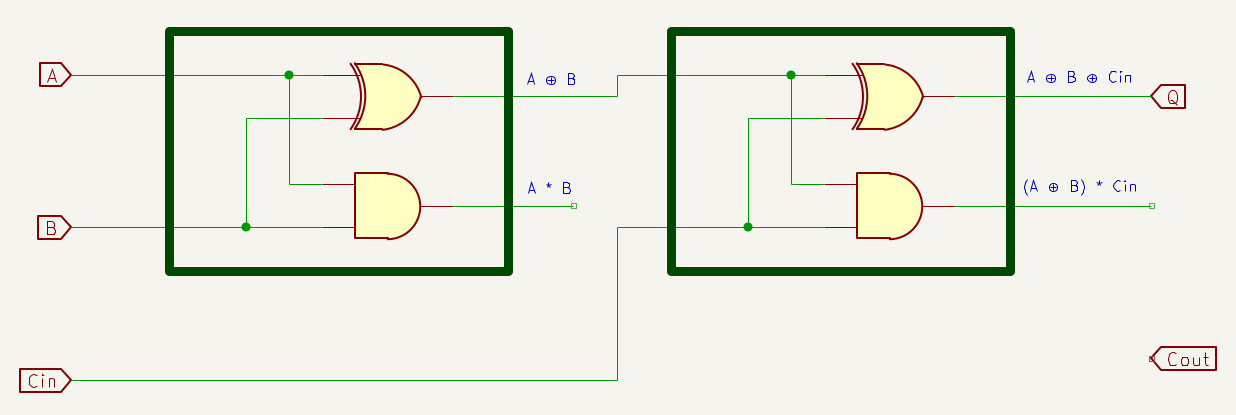 A
A ⊕ B
A ⊕ B ⊕ Cin
Q
A * B
(A ⊕ B) * Cin
B
Cout
Cin